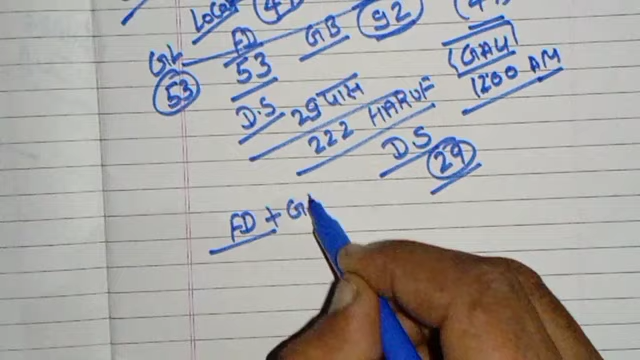 92
GL FD GB (GALI
53 53 1200 AM
D.S 29 पास
222 HARUF
D.S
29
FD + G